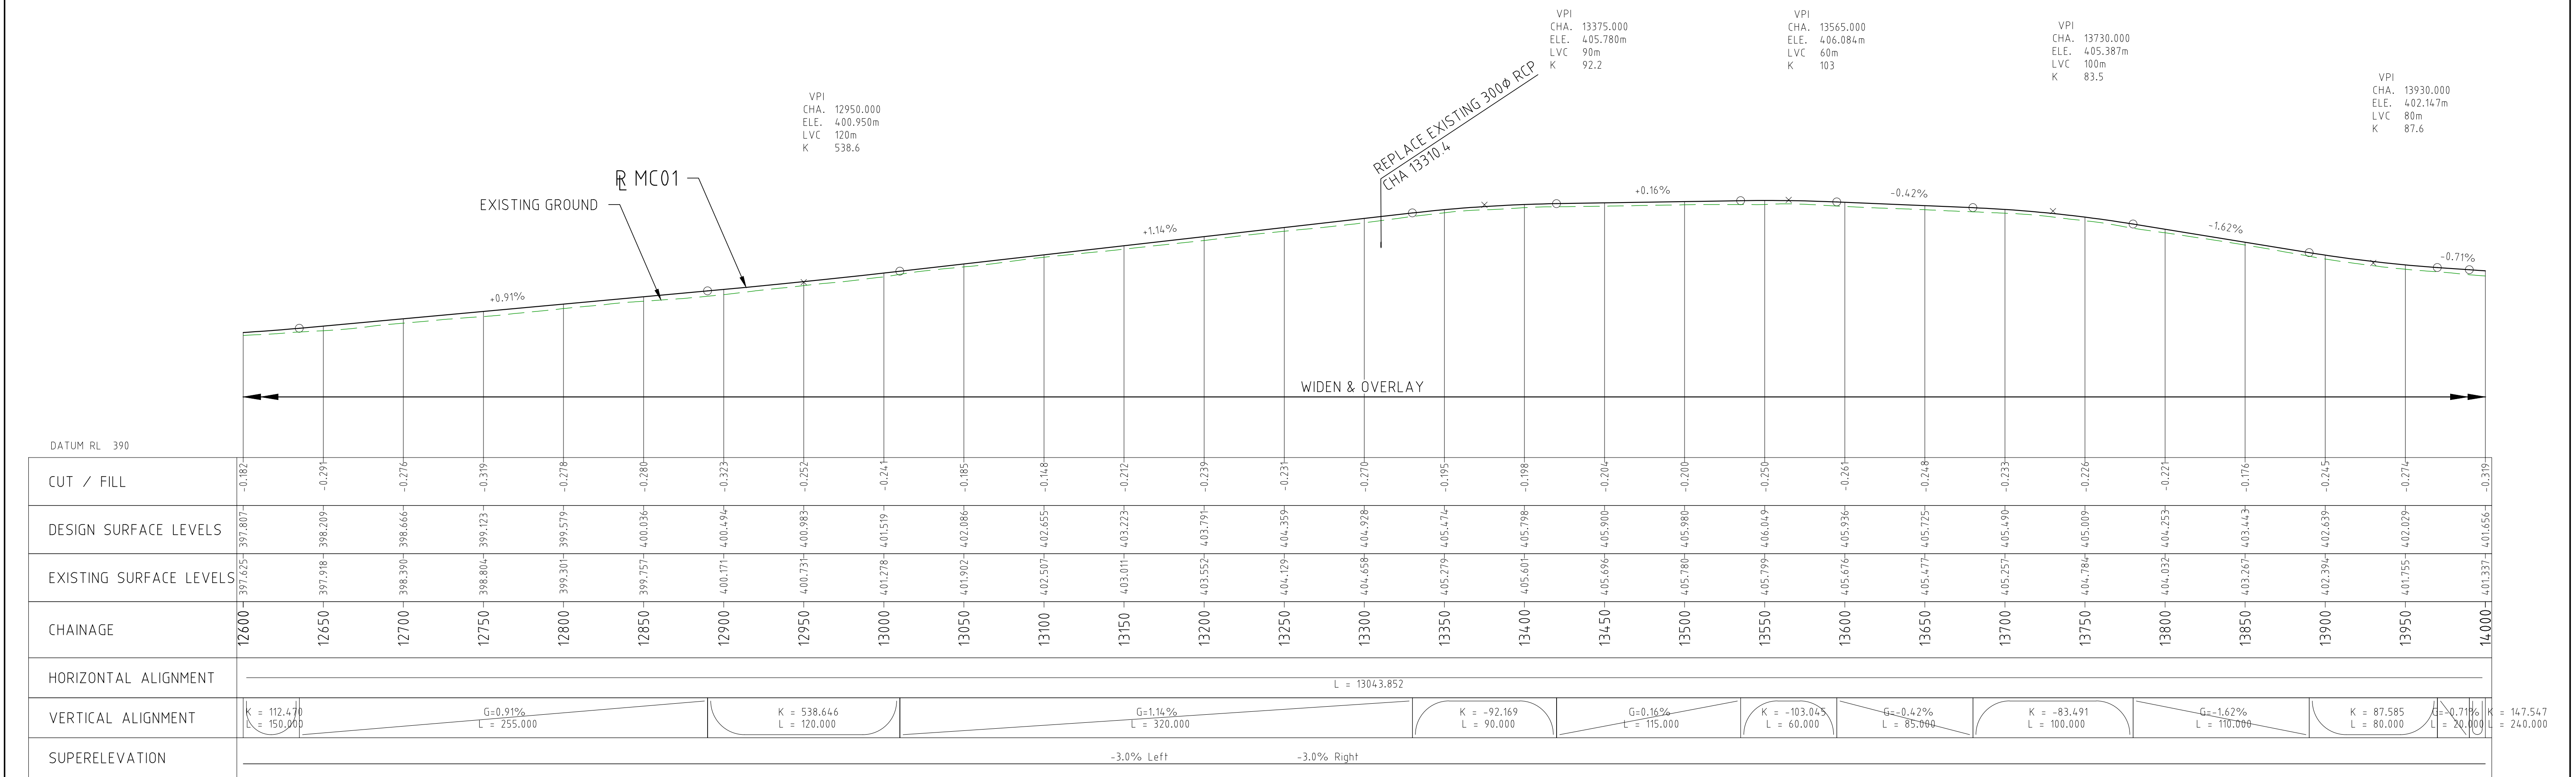 VPI
CHA. 13375.000
ELE. 405.780m
LVC 90m
K 92.2
VPI
CHA. 13565.000
ELE. 406.084m
LVC 60m
K 103
VPI
CHA. 13730.000
ELE. 405.387m
LVC 100m
K 83.5
VPI
CHA. 13930.000
ELE. 402.147m
LVC 80m
K 87.6
VPI
CHA. 12950.000
ELE. 400.950m
LVC 120m
K 538.6
REPLACE EXISTING 300Ø RCP
CHA 13310.4
℄ MC01
EXISTING GROUND
+0.91%
+1.14%
+0.16%
-0.42%
-1.62%
-0.71%
WIDEN & OVERLAY
DATUM RL 390
CUT / FILL -0.182 -0.291 -0.276 -0.319 -0.278 -0.280 -0.323 -0.252 -0.241 -0.185 -0.148 -0.212 -0.239 -0.231 -0.270 -0.195 -0.198 -0.204 -0.200 -0.250 -0.261 -0.248 -0.233 -0.226 -0.221 -0.176 -0.245 -0.274 -0.319
DESIGN SURFACE LEVELS 397.807 398.209 398.666 399.123 399.579 400.036 400.494 400.983 401.519 402.086 402.655 403.223 403.791 404.359 404.928 405.474 405.798 405.900 405.980 406.049 405.936 405.725 405.490 405.009 404.253 403.443 402.639 402.029 401.656
EXISTING SURFACE LEVELS 397.625 397.918 398.390 398.804 399.301 399.757 400.171 400.731 401.278 401.902 402.507 403.011 403.552 404.129 404.658 405.279 405.601 405.696 405.780 405.799 405.676 405.477 405.257 404.784 404.032 403.267 402.394 401.755 401.337
CHAINAGE 12600 12650 12700 12750 12800 12850 12900 12950 13000 13050 13100 13150 13200 13250 13300 13350 13400 13450 13500 13550 13600 13650 13700 13750 13800 13850 13900 13950 14000
HORIZONTAL ALIGNMENT
L = 13043.852
VERTICAL ALIGNMENT
K = 112.470
L = 150.000
G=0.91%
L = 255.000
K = 538.646
L = 120.000
G=1.14%
L = 320.000
K = -92.169
L = 90.000
G=0.16%
L = 115.000
K = -103.045
L = 60.000
G=-0.42%
L = 85.000
K = -83.491
L = 100.000
G=-1.62%
L = 110.000
K = 87.585
L = 80.000
G=-0.71%
L = 20.000
K = 147.547
L = 240.000
SUPERELEVATION
-3.0% Left -3.0% Right